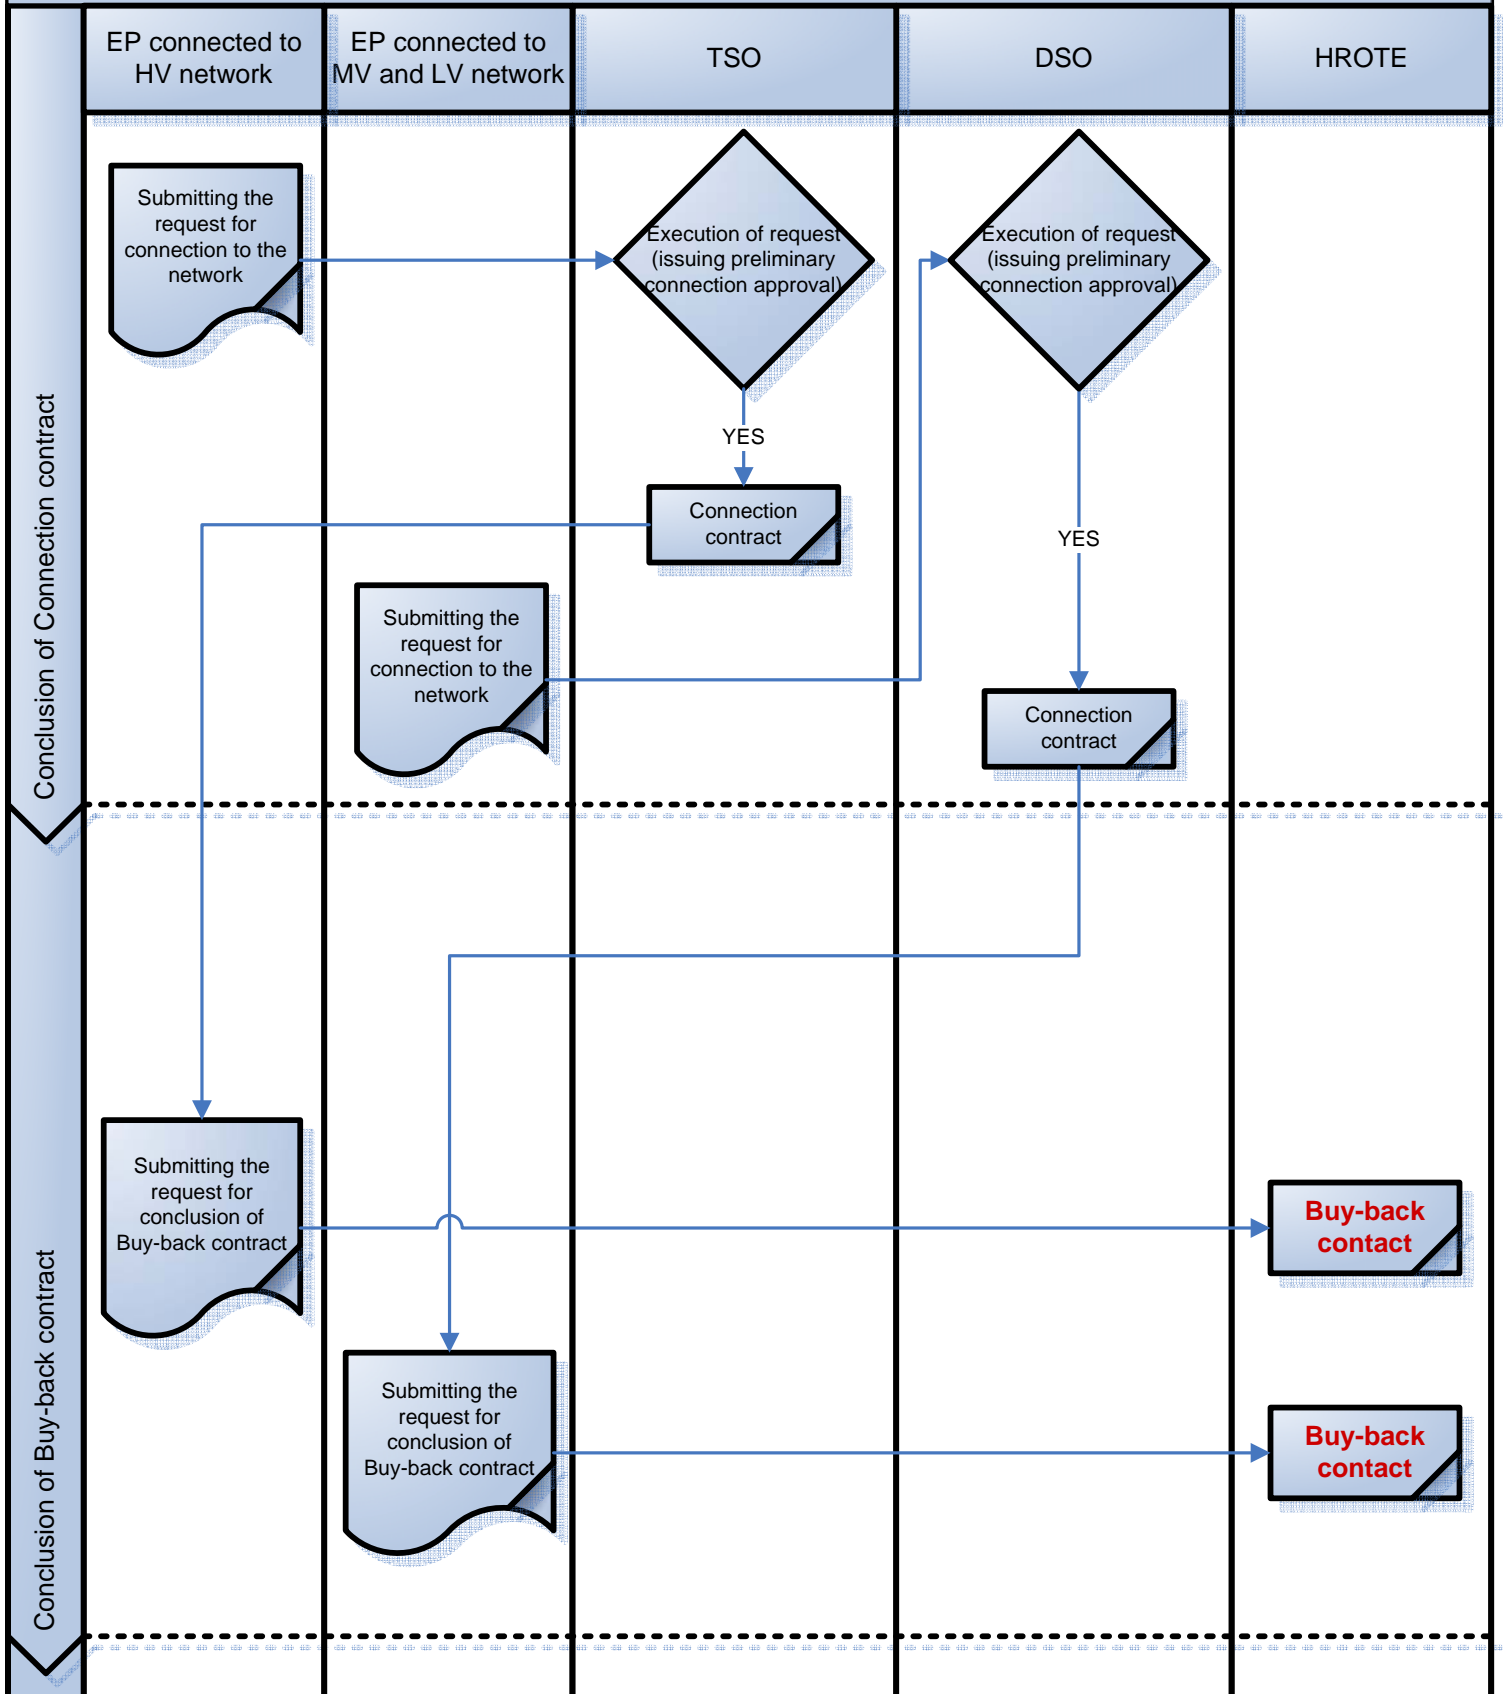 EP connected to
HV network
EP connected to
MV and LV network
TSO
DSO
HROTE
Conclusion of Connection contract
Submitting the
request for
connection to the
network
Execution of request
(issuing preliminary
connection approval)
Execution of request
(issuing preliminary
connection approval)
YES
Connection
contract
YES
Submitting the
request for
connection to the
network
Connection
contract
Conclusion of Buy-back contract
Submitting the
request for
conclusion of
Buy-back contract
Buy-back
contact
Submitting the
request for
conclusion of
Buy-back contract
Buy-back
contact